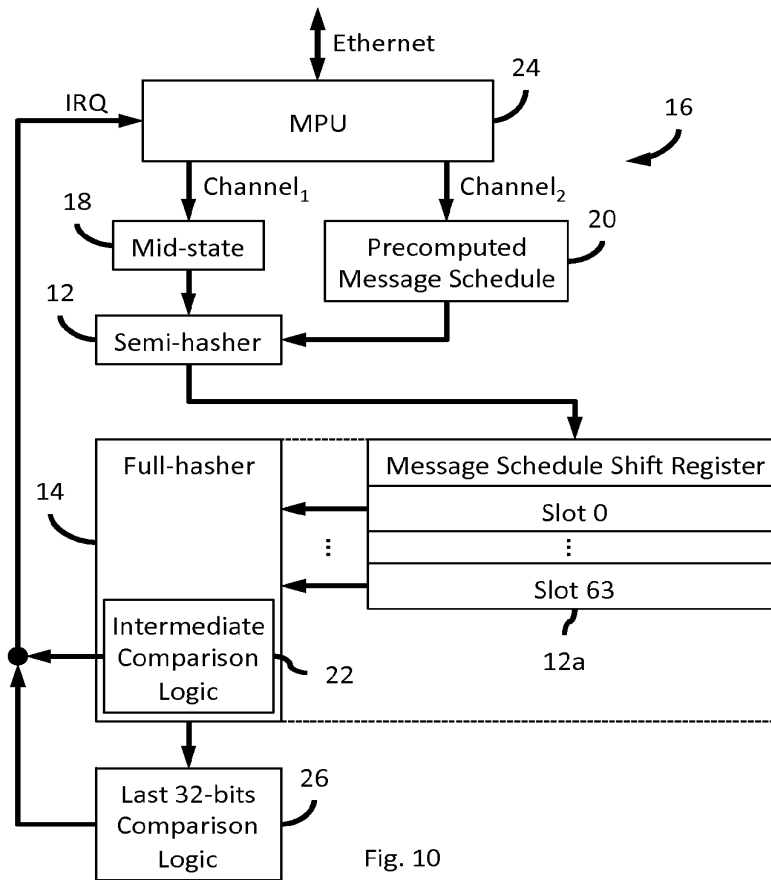 Ethernet
24
IRQ
MPU
16
Channel1
Channel2
18
20
Mid-state
Precomputed
Message Schedule
12
Semi-hasher
Full-hasher
Message Schedule Shift Register
14
Slot 0
⋮
⋮
Slot 63
Intermediate
Comparison
Logic
22
12a
Last 32-bits
Comparison
Logic
26
Fig. 10